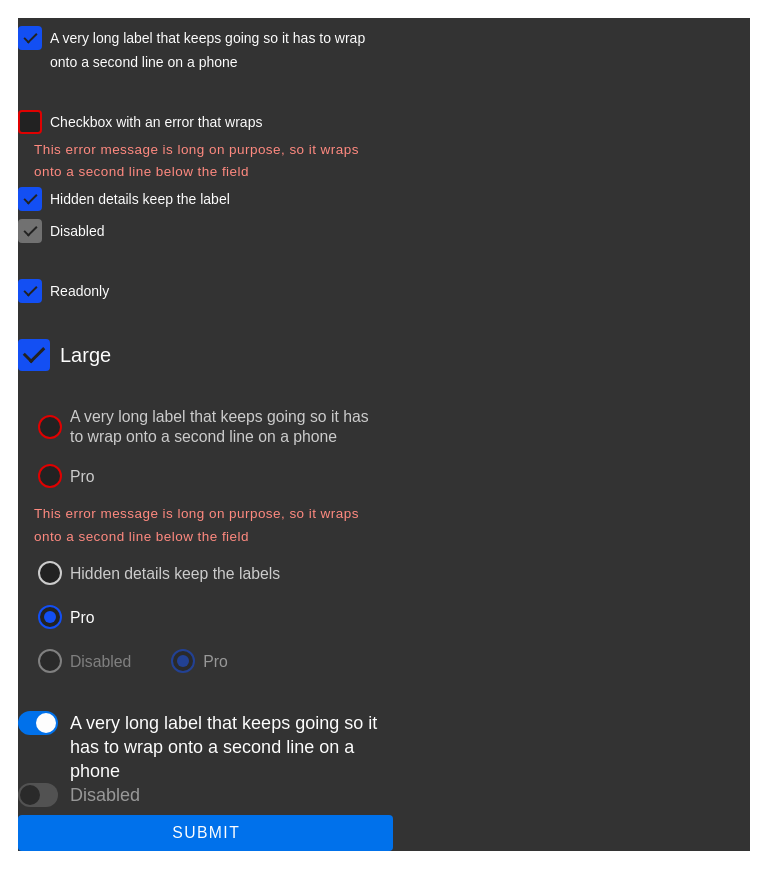 A very long label that keeps going so it has to wrap
onto a second line on a phone
Checkbox with an error that wraps
This error message is long on purpose, so it wraps
onto a second line below the field
Hidden details keep the label
Disabled
Readonly
Large
A very long label that keeps going so it has
to wrap onto a second line on a phone
Pro
This error message is long on purpose, so it wraps
onto a second line below the field
Hidden details keep the labels
Pro
Disabled Pro
A very long label that keeps going so it
has to wrap onto a second line on a
phone
Disabled
SUBMIT